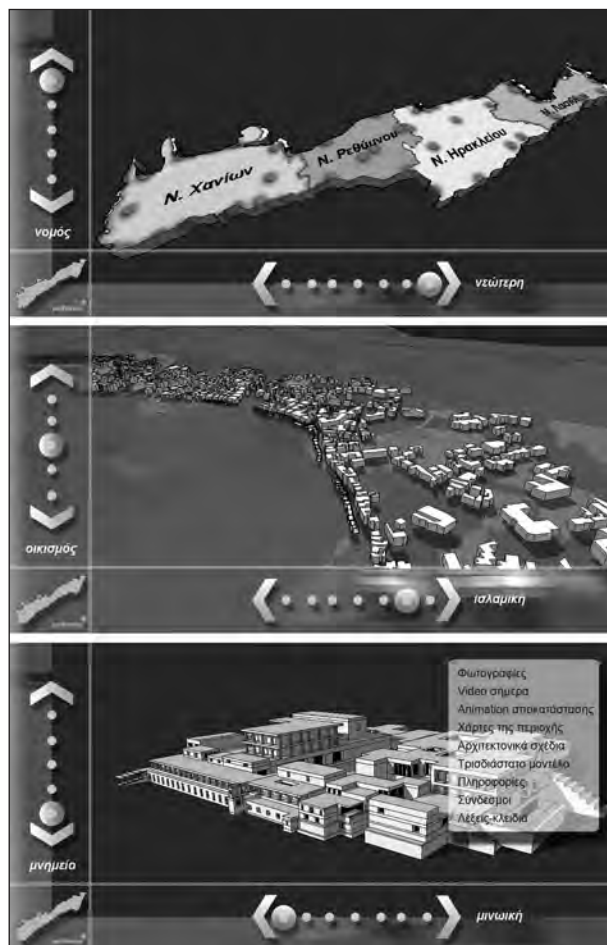 Ν. Χανίων
Ν. Ρεθύμνου
Ν. Ηρακλείου
Ν. Λασιθίου
νομός
νεώτερη
οικισμός
ισλαμική
Φωτογραφίες
Video σήμερα
Animation αποκατάστασης
Χάρτες της περιοχής
Αρχιτεκτονικά σχέδια
Τρισδιάστατο μοντέλο
Πληροφορίες
Σύνδεσμοι
Λέξεις-κλειδιά
μνημείο
μινωική